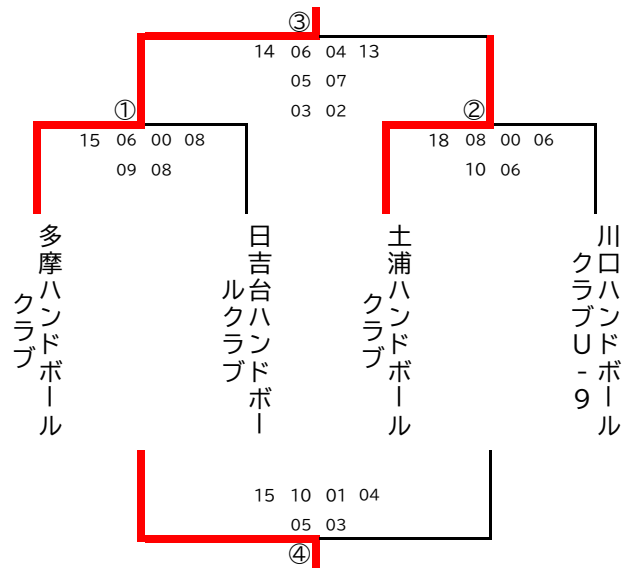 ③
14 06 04 13
05 07
03 02
①
②
15 06 00 08
09 08
18 08 00 06
10 06
多摩ハンドボール
クラブ
日吉台ハンドボー
ルクラブ
土浦ハンドボール
クラブ
川口ハンドボール
クラブU-9
15 10 01 04
05 03
④